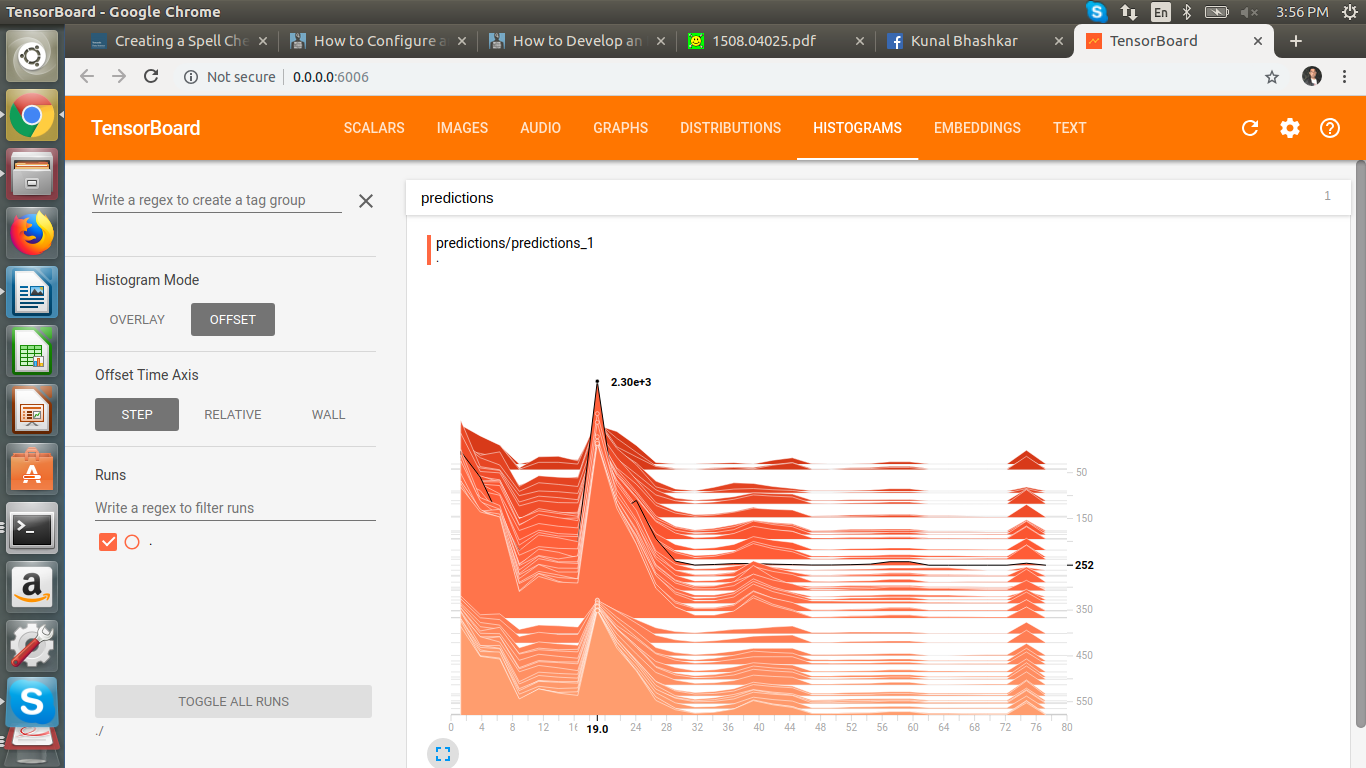 TensorBoard - Google Chrome
En
3:56 PM
Creating a Spell Che
How to Configure a
How to Develop an
1508.04025.pdf
Kunal Bhashkar
TensorBoard
Not secure
0.0.0.0:6006
TensorBoard
SCALARS
IMAGES
AUDIO
GRAPHS
DISTRIBUTIONS
HISTOGRAMS
EMBEDDINGS
TEXT
Write a regex to create a tag group
Histogram Mode
OVERLAY
OFFSET
Offset Time Axis
STEP
RELATIVE
WALL
Runs
Write a regex to filter runs
.
TOGGLE ALL RUNS
./
predictions
1
predictions/predictions_1
.
2.30e+3
50
150
252
350
450
550
0 4 8 12 16 19.0 24 28 32 36 40 44 48 52 56 60 64 68 72 76 80